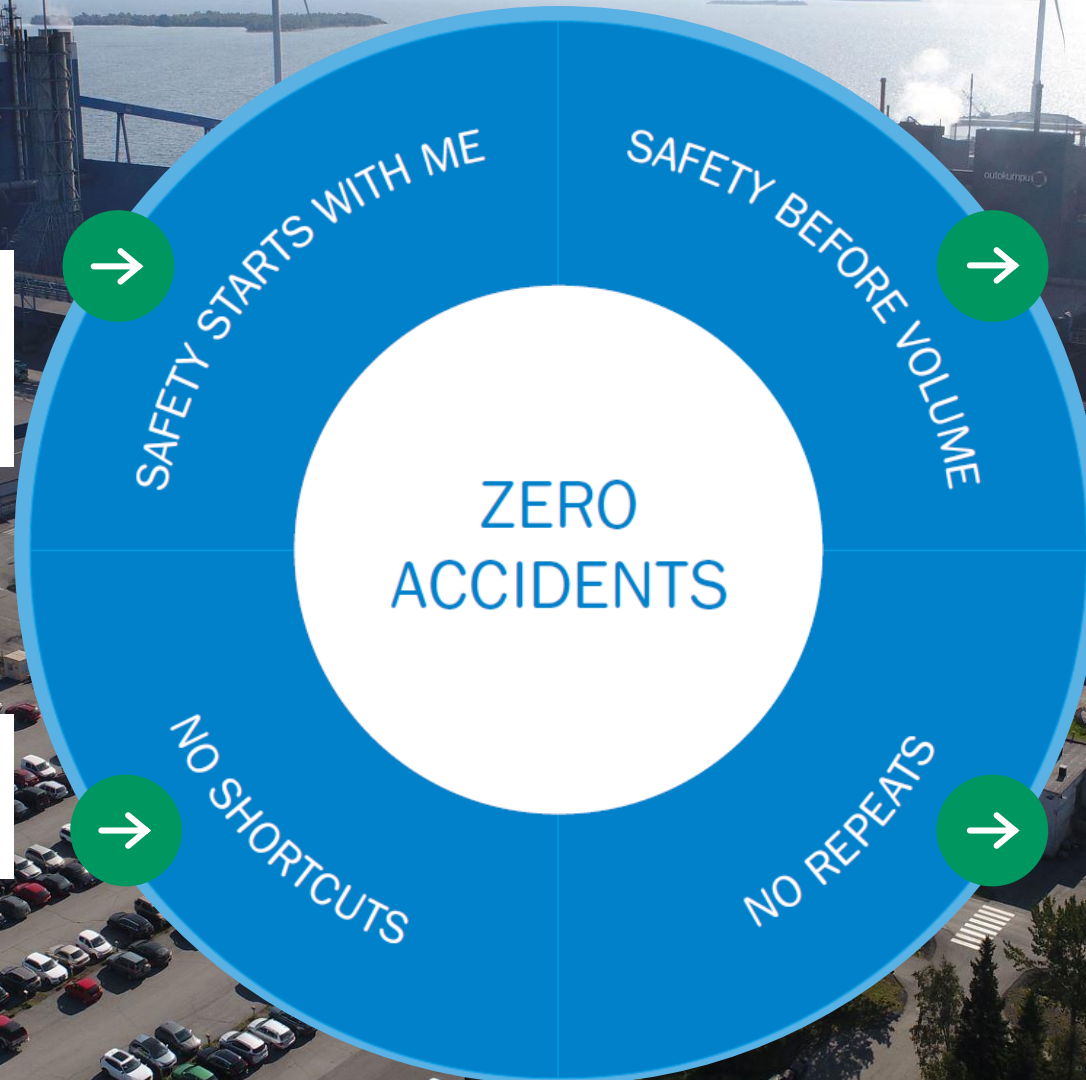 SAFETY STARTS WITH ME
SAFETY BEFORE VOLUME
outokumpu
ZERO
ACCIDENTS
NO SHORTCUTS
NO REPEATS